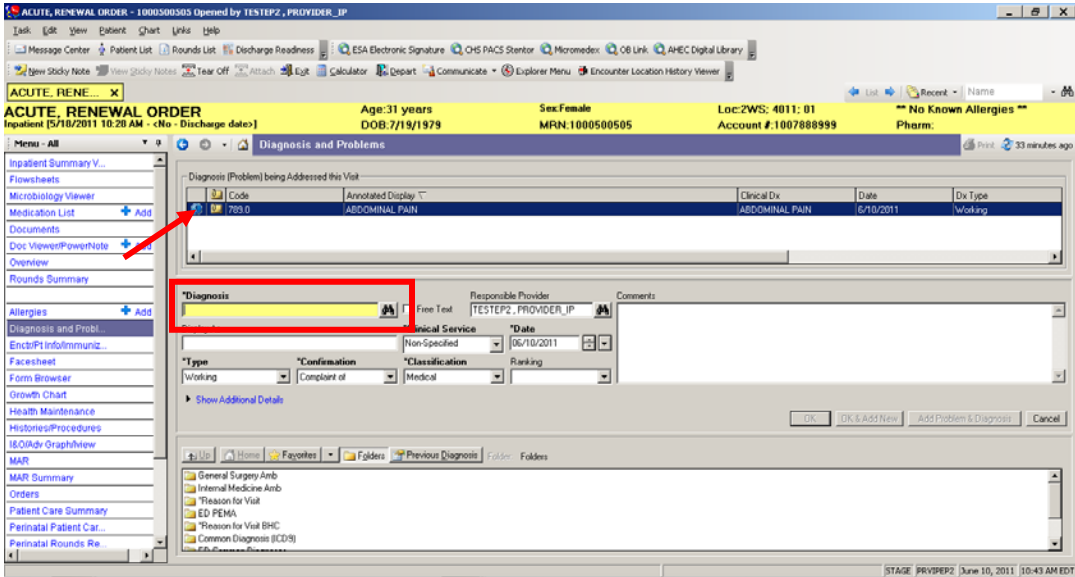 ACUTE, RENEWAL ORDER - 1000500505 Opened by TESTEP2 , PROVIDER_IP
Task Edit View Patient Chart Links Help
Message Center Patient List Rounds List Discharge Readiness ESA Electronic Signature CHS PACS Stentor Micromedex OB Link AHEC Digital Library
New Sticky Note View Sticky Notes Tear Off Attach Exit Calculator Depart Communicate Explorer Menu Encounter Location History Viewer
ACUTE, RENE... x List Recent Name
ACUTE, RENEWAL ORDER Age:31 years Sex:Female Loc:2WS; 4011; 01 ** No Known Allergies **
Inpatient [5/18/2011 10:28 AM - <No - Discharge date>] DOB:7/19/1979 MRN:1000500505 Account #:1007888999 Pharm:
Menu - All Diagnosis and Problems Print 33 minutes ago
Inpatient Summary V...
Flowsheets
Microbiology Viewer
Medication List Add
Documents
Doc Viewer/PowerNote
Overview
Rounds Summary
Allergies Add
Diagnosis and Probl...
Enct/Pt Info/Immuniz...
Facesheet
Form Browser
Growth Chart
Health Maintenance
Histories/Procedures
I&O/Adv Graph/Iview
MAR
MAR Summary
Orders
Patient Care Summary
Perinatal Patient Car...
Perinatal Rounds Re...
Diagnosis (Problem) being Addressed this Visit
Code Annotated Display Clinical Dx Date Dx Type
789.0 ABDOMINAL PAIN ABDOMINAL PAIN 6/10/2011 Working
*Diagnosis Responsible Provider Comments
Free Text TESTEP2 , PROVIDER_IP
*Clinical Service *Date
Non-Specified 06/10/2011
*Type *Confirmation *Classification Ranking
Working Complaint of Medical
Show Additional Details
OK OK & Add New Add Problem & Diagnosis Cancel
Up Home Favorites Folders Previous Diagnosis Folder: Folders
General Surgery Amb
Internal Medicine Amb
*Reason for Visit
ED PEMA
*Reason for Visit BHC
Common Diagnosis (ICD9)
STAGE PRVIPEP2 June 10, 2011 10:43 AM EDT